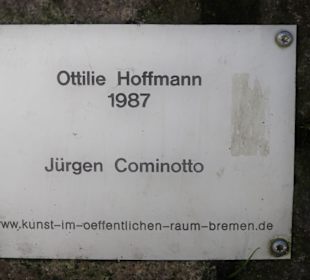 Ottilie Hoffmann
1987
Jürgen Cominotto
www.kunst-im-oeffentlichen-raum-bremen.de